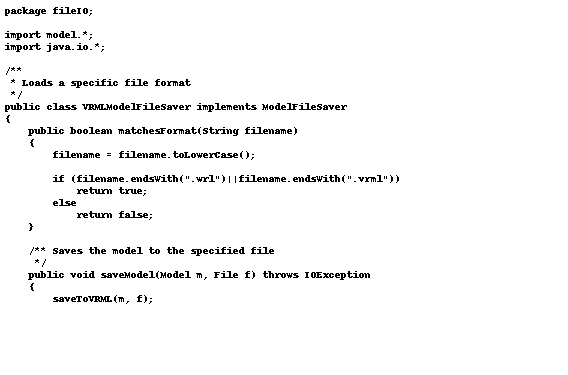 package fileIO;

import model.*;
import java.io.*;

/**
 * Loads a specific file format
 */
public class VRMLModelFileSaver implements ModelFileSaver
{
    public boolean matchesFormat(String filename)
    {
        filename = filename.toLowerCase();

        if (filename.endsWith(".wrl")||filename.endsWith(".vrml"))
            return true;
        else
            return false;
    }

    /** Saves the model to the specified file
     */
    public void saveModel(Model m, File f) throws IOException
    {
        saveToVRML(m, f);